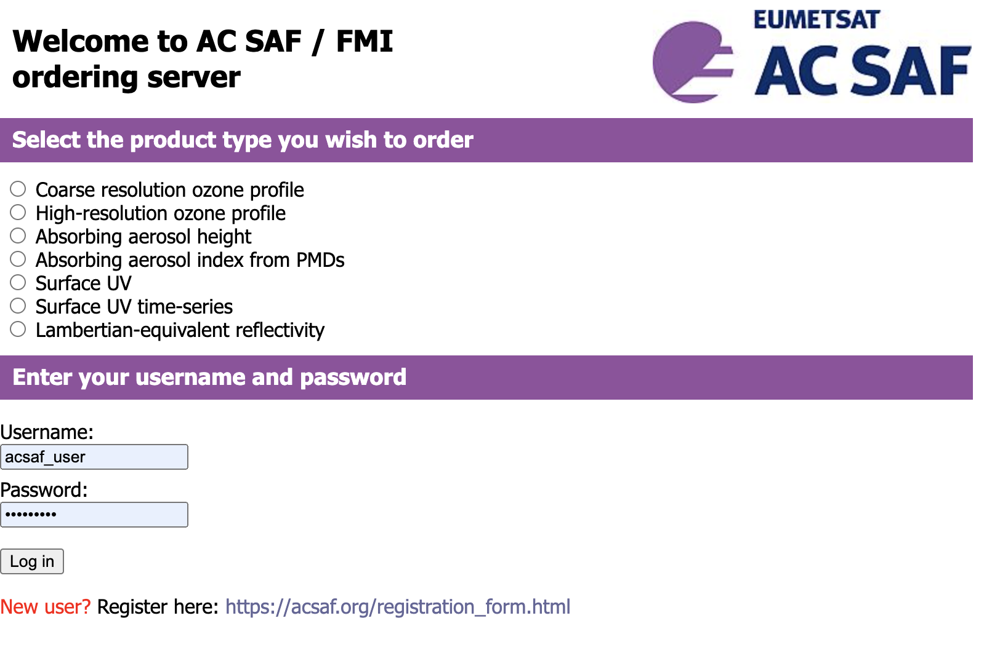 Welcome to AC SAF / FMI
ordering server
EUMETSAT
AC SAF
Select the product type you wish to order
Coarse resolution ozone profile
High-resolution ozone profile
Absorbing aerosol height
Absorbing aerosol index from PMDs
Surface UV
Surface UV time-series
Lambertian-equivalent reflectivity
Enter your username and password
Username:
acsaf_user
Password:
•••••••••
Log in
New user? Register here: https://acsaf.org/registration_form.html